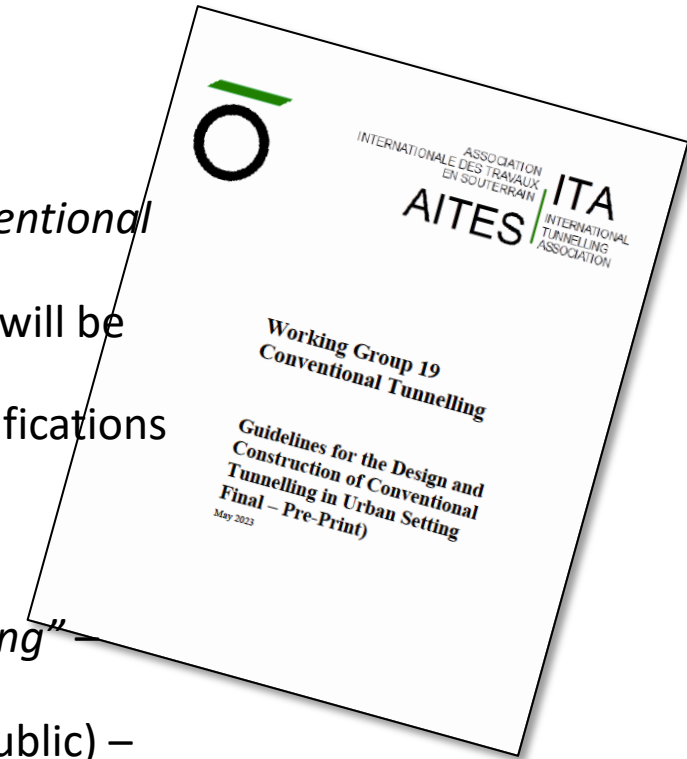 entional
will be
ifications
ng” –
ublic) –
ASSOCIATION
INTERNATIONALE DES TRAVAUX
EN SOUTERRAIN
AITES
ITA
INTERNATIONAL
TUNNELLING
ASSOCIATION
Working Group 19
Conventional Tunnelling
Guidelines for the Design and
Construction of Conventional
Tunnelling in Urban Setting
Final – Pre-Print)
May 2023